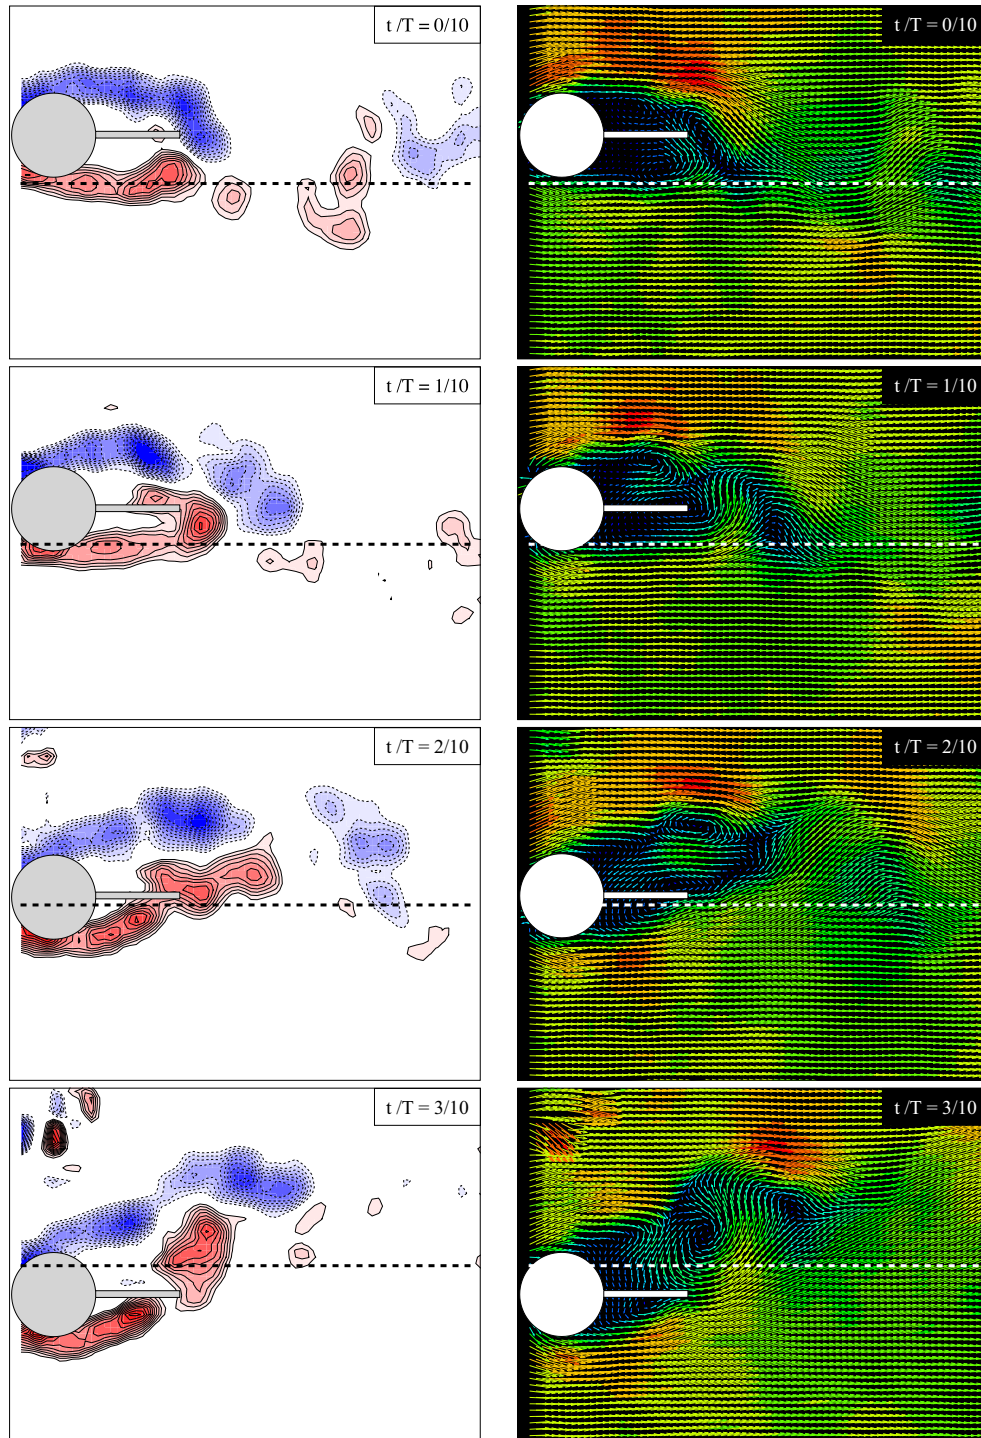 t/T = 0/10
t/T = 0/10
t/T = 1/10
t/T = 1/10
t/T = 2/10
t/T = 2/10
t/T = 3/10
t/T = 3/10